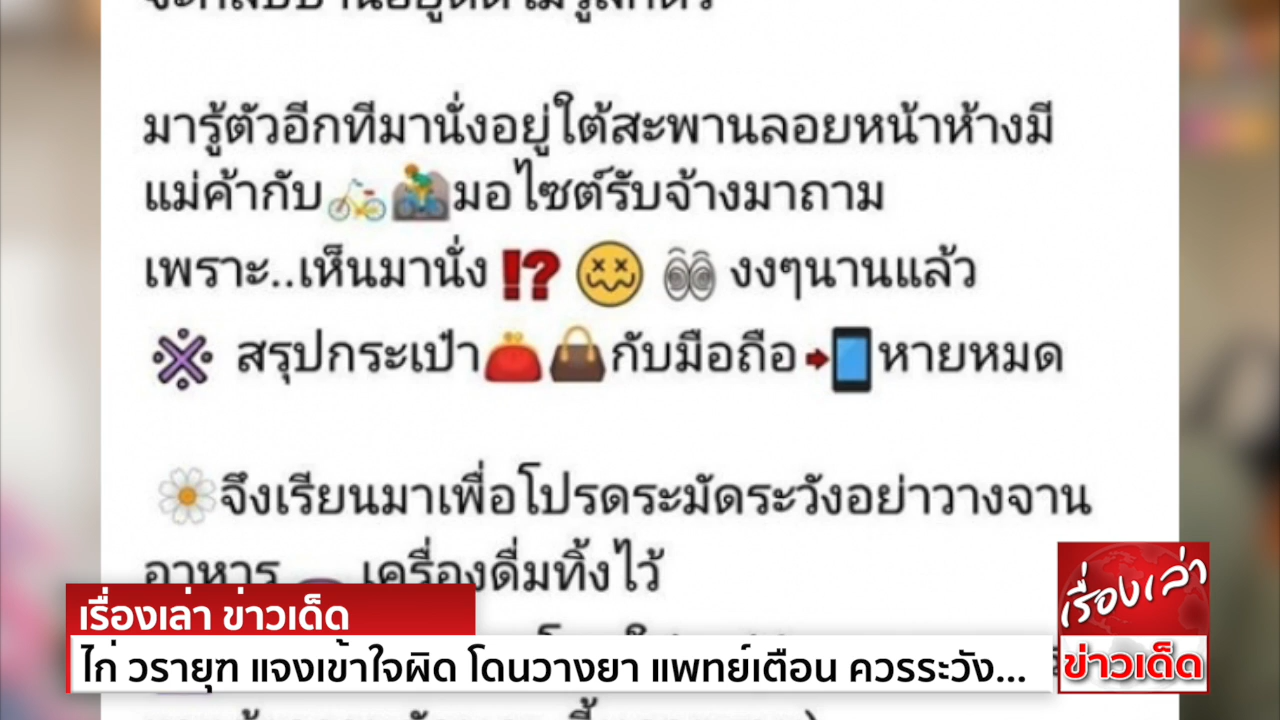 มารู้ตัวอีกทีมานั่งอยู่ใต้สะพานลอยหน้าห้างมี
แม่ค้ากับ🚲🚵มอไซต์รับจ้างมาถาม
เพราะ..เห็นมานั่ง ⁉️ 😖 👀 งงๆนานแล้ว
※ สรุปกระเป๋า👛👜กับมือถือ📲หายหมด
🌼จึงเรียนมาเพื่อโปรดระมัดระวังอย่าวางจาน
อาหาร เครื่องดื่มทิ้งไว้
เรื่องเล่า ข่าวเด็ด
ไก่ วรายุฑ แจงเข้าใจผิด โดนวางยา แพทย์เตือน ควรระวัง...
เรื่องเล่า
ข่าวเด็ด